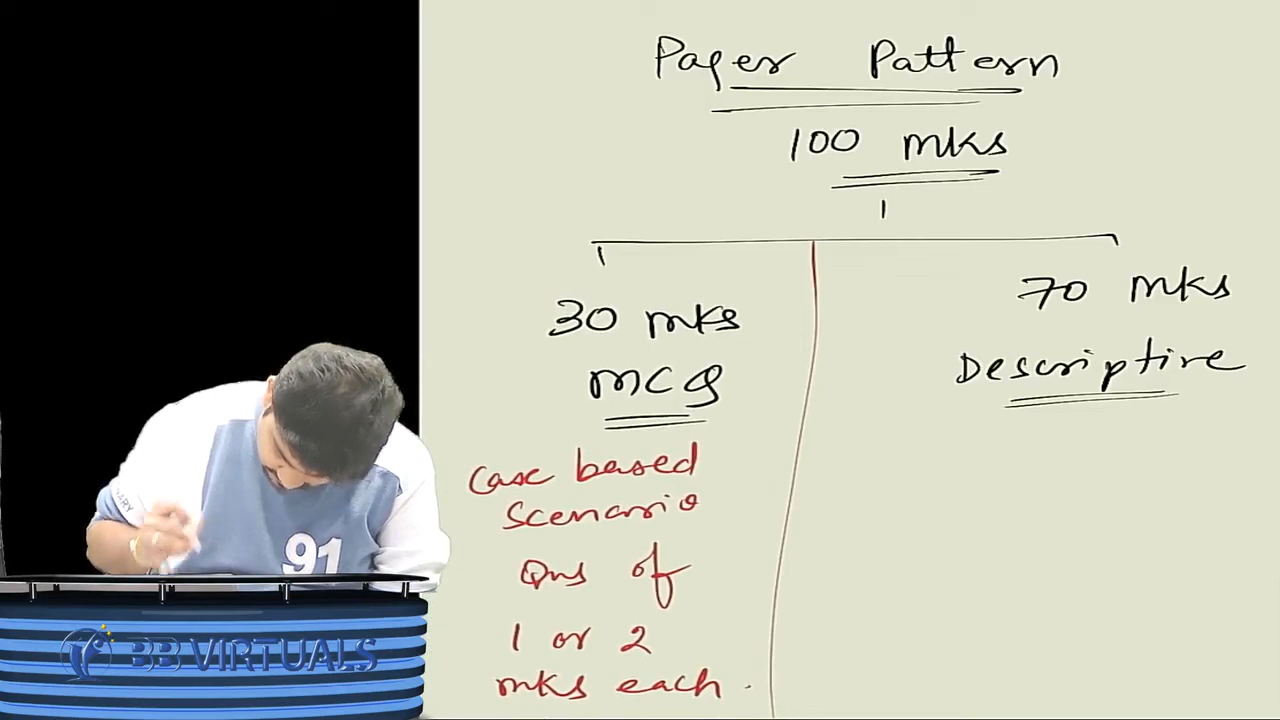 Paper Pattern
100 mks
30 mks
MCQ
Case based
Scenario
Qns of
1 or 2
mks each.
70 mks
Descriptive
91
BB VIRTUALS